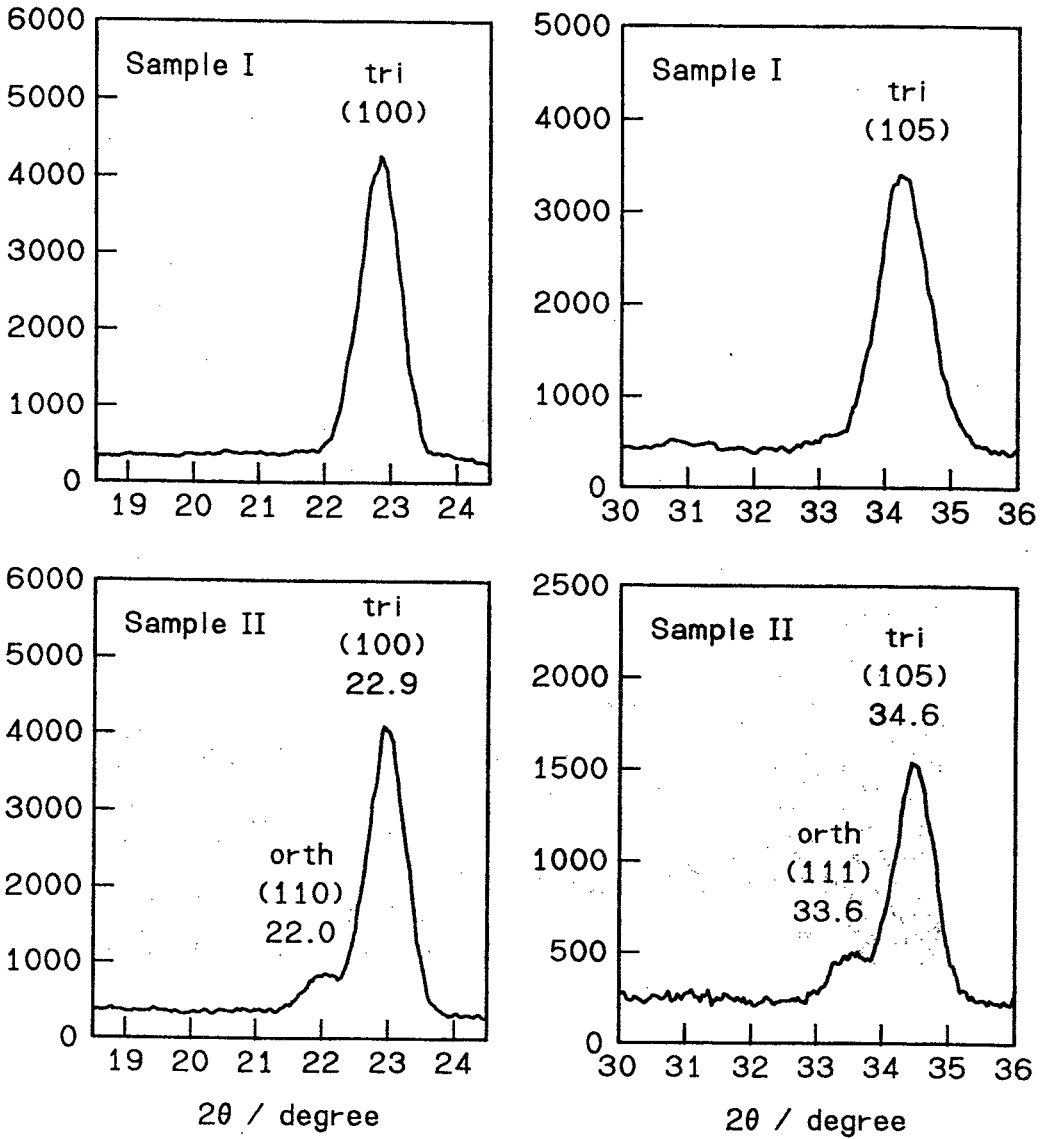 6000
5000
4000
3000
2000
1000
0
Sample I
tri
(100)
19 20 21 22 23 24
5000
4000
3000
2000
1000
0
Sample I
tri
(105)
30 31 32 33 34 35 36
6000
5000
4000
3000
2000
1000
0
Sample II
tri
(100)
22.9
orth
(110)
22.0
19 20 21 22 23 24
2θ / degree
2500
2000
1500
1000
500
0
Sample II
tri
(105)
34.6
orth
(111)
33.6
30 31 32 33 34 35 36
2θ / degree